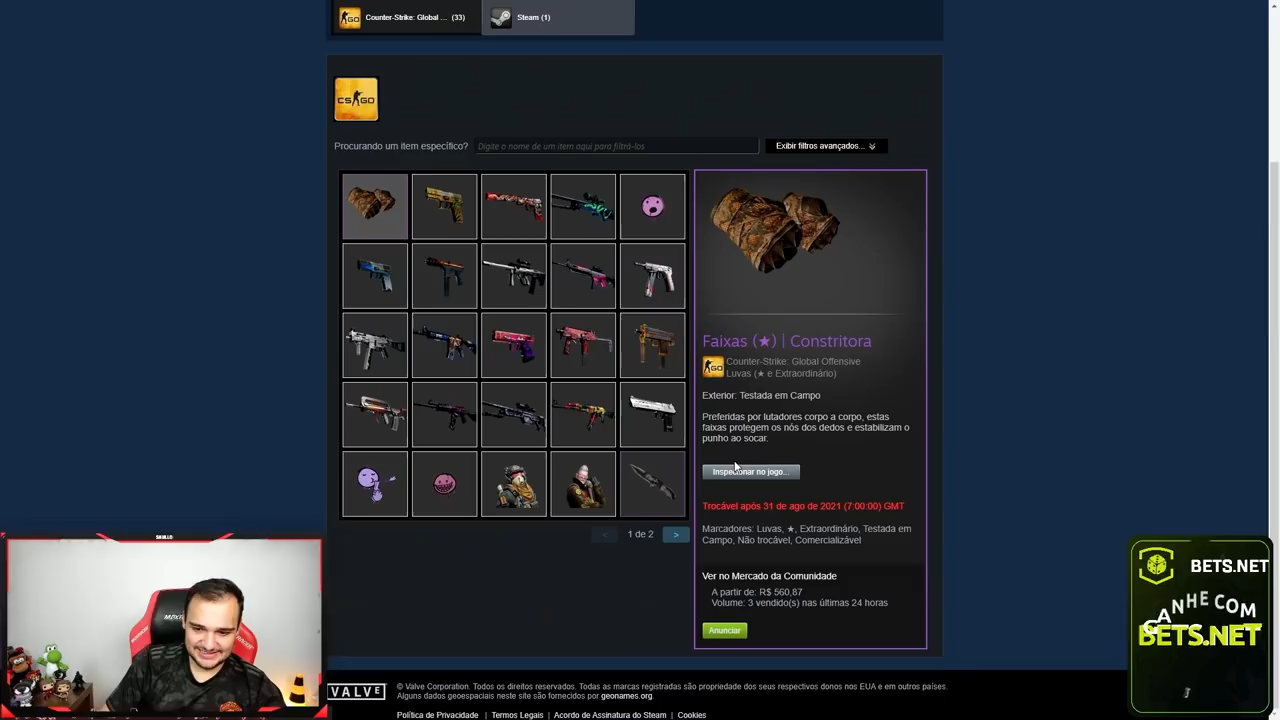 Counter-Strike: Global ... (33)
Steam (1)
CS GO
Procurando um item específico?
Digite o nome de um item aqui para filtrá-los
Exibir filtros avançados...
Faixas (★) | Constritora
GO
Counter-Strike: Global Offensive
Luvas (★ e Extraordinário)
Exterior: Testada em Campo
Preferidas por lutadores corpo a corpo, estas
faixas protegem os nós dos dedos e estabilizam o
punho ao socar.
Inspecionar no jogo...
Trocável após 31 de ago de 2021 (7:00:00) GMT
Marcadores: Luvas, ★, Extraordinário, Testada em
Campo, Não trocável, Comercializável
< 1 de 2 >
Ver no Mercado da Comunidade
A partir de: R$ 560,87
Volume: 3 vendido(s) nas últimas 24 horas
Anunciar
BETS.NET
GANHE COM
BETS.NET
VALVE
© Valve Corporation. Todos os direitos reservados. Todas as marcas registradas são propriedade dos seus respectivos donos nos EUA e em outros países.
Alguns dados geoespaciais neste site são fornecidos por geonames.org.
Política de Privacidade | Termos Legais | Acordo de Assinatura do Steam | Cookies